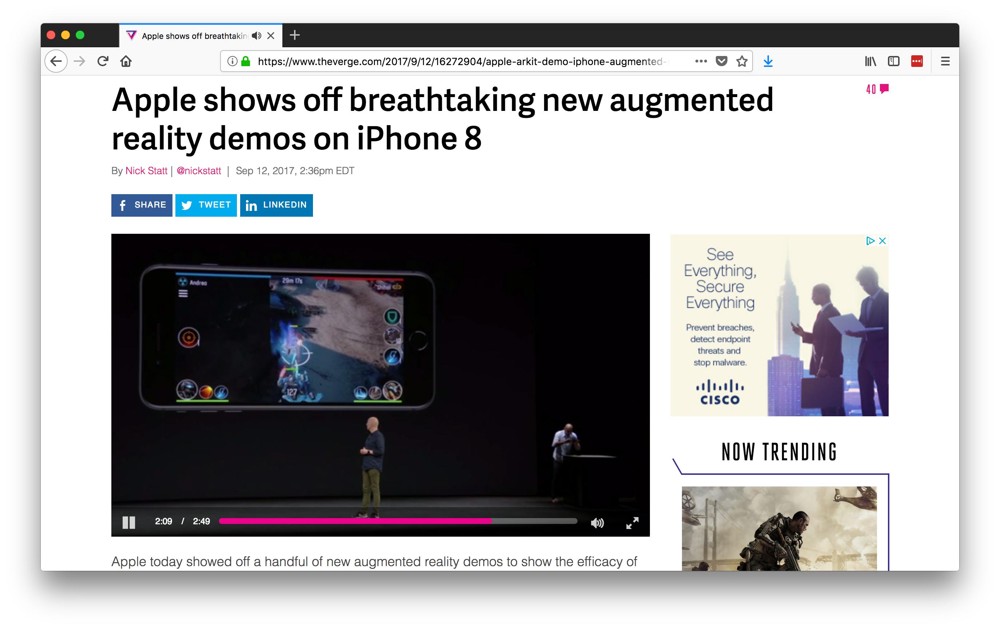 Apple shows off breathtaking
https://www.theverge.com/2017/9/12/16272904/apple-arkit-demo-iphone-augmented-
40
Apple shows off breathtaking new augmented
reality demos on iPhone 8
By Nick Statt | @nickstatt | Sep 12, 2017, 2:36pm EDT
SHARE
TWEET
in LINKEDIN
Andrea
29m 17s
Shihai
127
2:09 / 2:49
See
Everything,
Secure
Everything
Prevent breaches,
detect endpoint
threats and
stop malware.
CISCO
NOW TRENDING
Apple today showed off a handful of new augmented reality demos to show the efficacy of